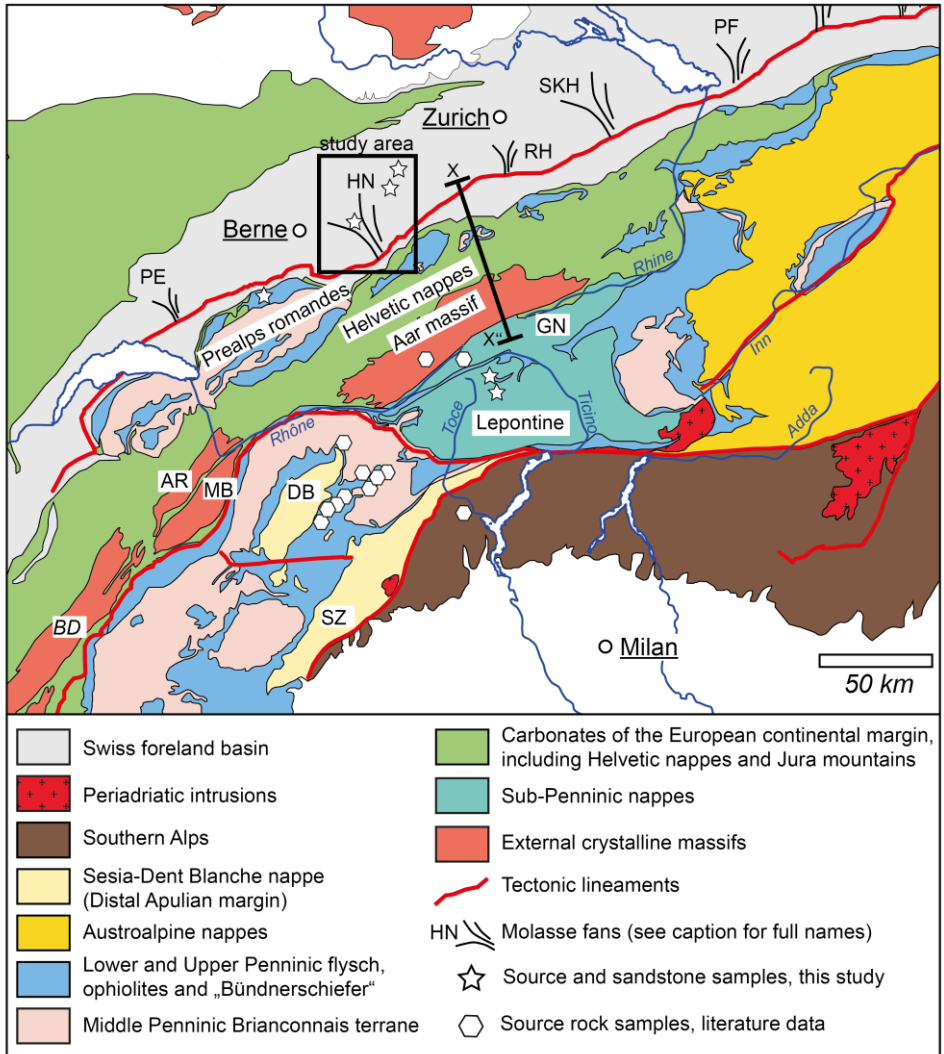 PF
SKH
Zurich
study area
RH
X
HN
Berne
PE
Rhine
Prealps romandes
Helvetic nappes
Aar massif
GN
X“
Inn
Toce
Ticino
Lepontine
Adda
Rhône
AR
MB
DB
BD
SZ
Milan
50 km
Swiss foreland basin
Periadriatic intrusions
Southern Alps
Sesia-Dent Blanche nappe
(Distal Apulian margin)
Austroalpine nappes
Lower and Upper Penninic flysch,
ophiolites and „Bündnerschiefer“
Middle Penninic Brianconnais terrane
Carbonates of the European continental margin,
including Helvetic nappes and Jura mountains
Sub-Penninic nappes
External crystalline massifs
Tectonic lineaments
HN Molasse fans (see caption for full names)
Source and sandstone samples, this study
Source rock samples, literature data